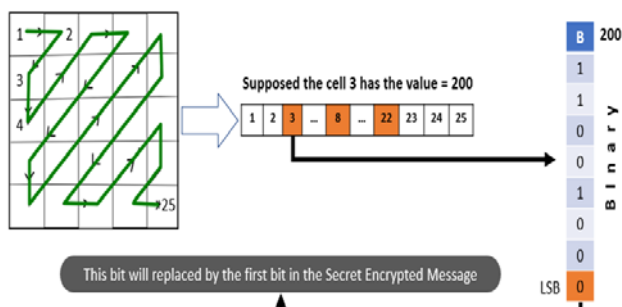 1 2
3
4
25
Supposed the cell 3 has the value = 200
1 2 3 ... 8 ... 22 23 24 25
B 200
1
1
0
0
1
0
0
LSB 0
Binary
This bit will replaced by the first bit in the Secret Encrypted Message